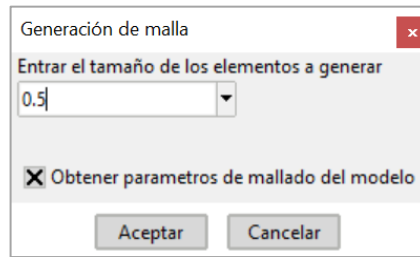 Generación de malla
Entrar el tamaño de los elementos a generar
0.5
Obtener parametros de mallado del modelo
Aceptar Cancelar